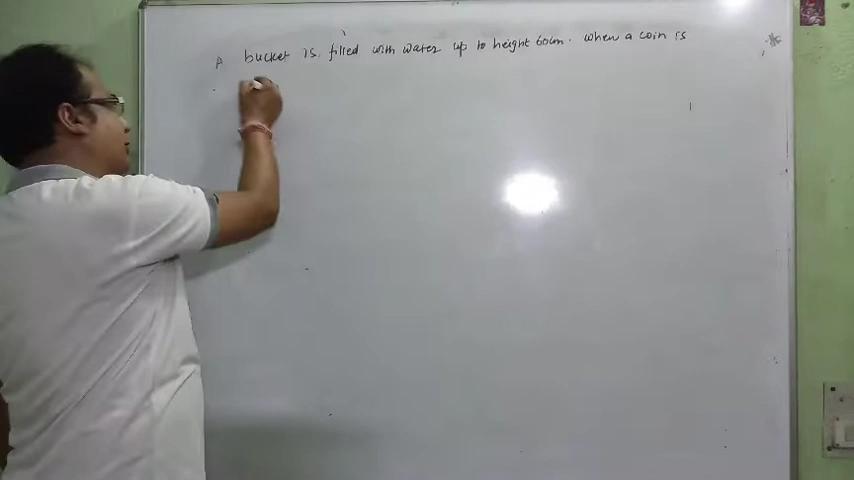 A bucket is filled with water up to height 60cm. when a coin is